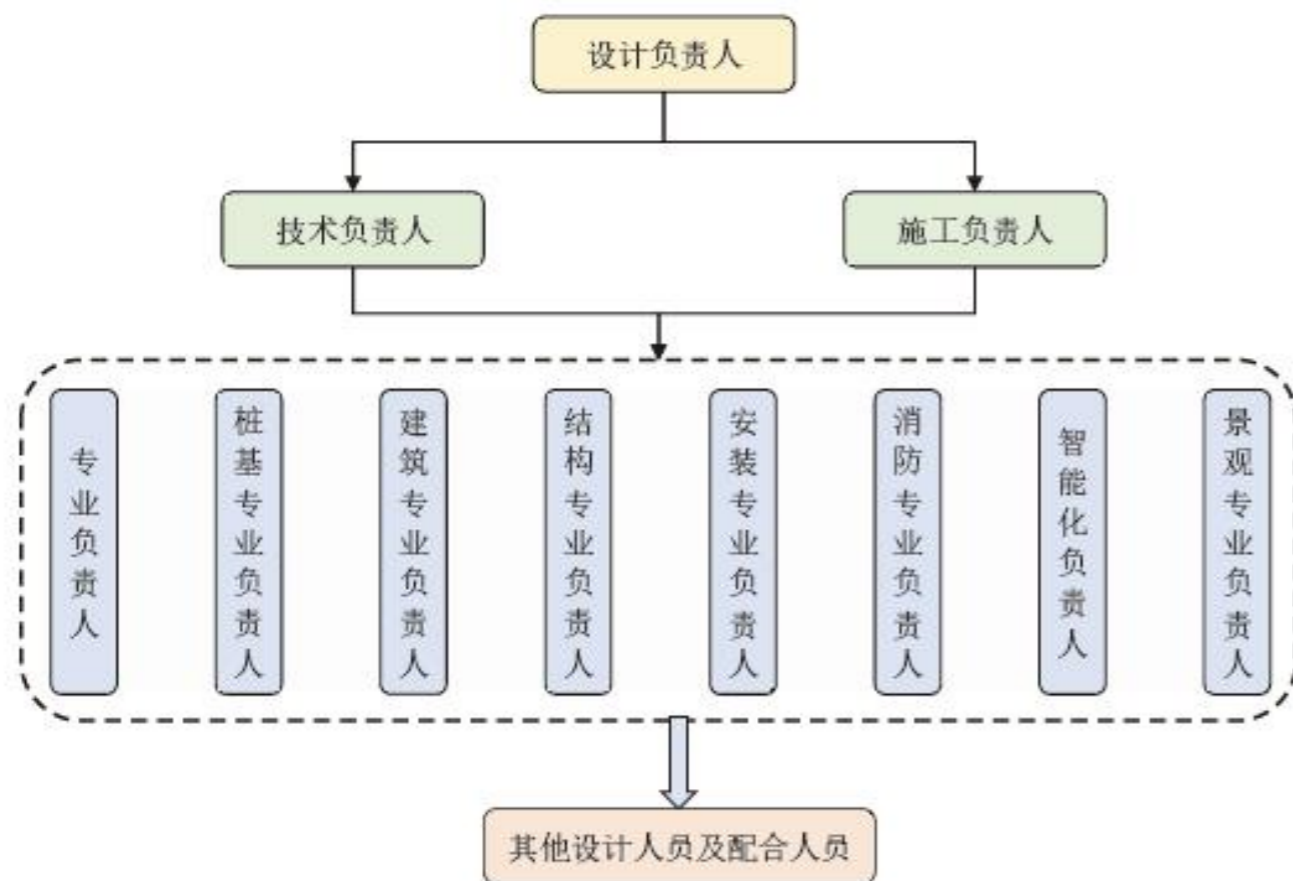 设计负责人
技术负责人
施工负责人
专业负责人
桩基专业负责人
建筑专业负责人
结构专业负责人
安装专业负责人
消防专业负责人
智能化负责人
景观专业负责人
其他设计人员及配合人员